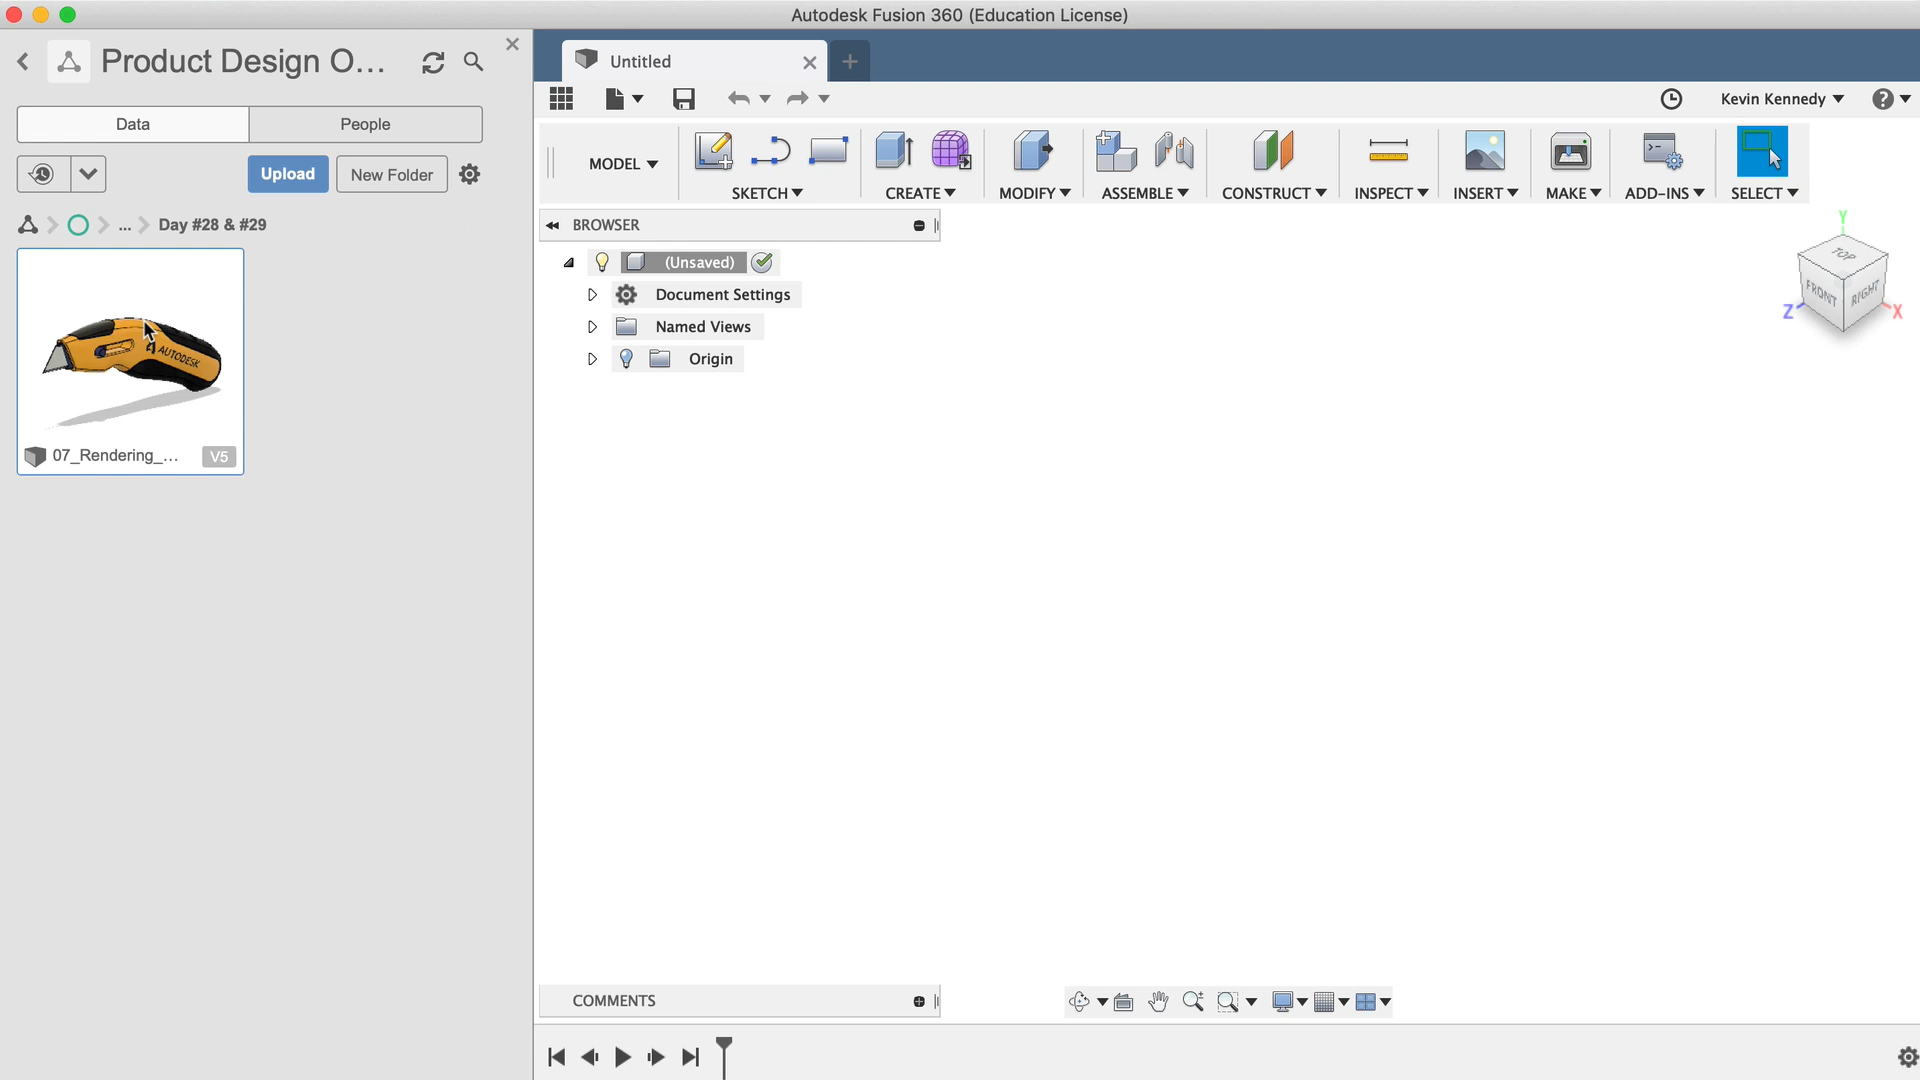 Autodesk Fusion 360 (Education License)
Product Design O...
Untitled
Data
People
Kevin Kennedy
Upload
New Folder
MODEL
SKETCH
CREATE
MODIFY
ASSEMBLE
CONSTRUCT
INSPECT
INSERT
MAKE
ADD-INS
SELECT
... Day #28 & #29
BROWSER
(Unsaved)
Document Settings
Named Views
Origin
Y
TOP
FRONT
RIGHT
Z
X
AUTODESK
07_Rendering_...
V5
COMMENTS